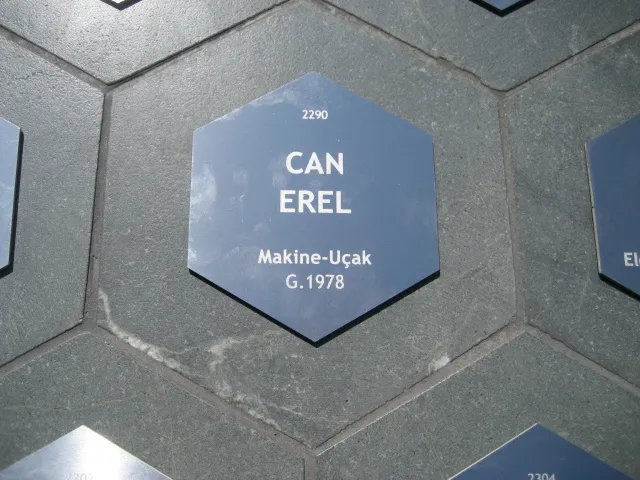 2290
CAN
EREL
Makine-Uçak
G.1978
2304